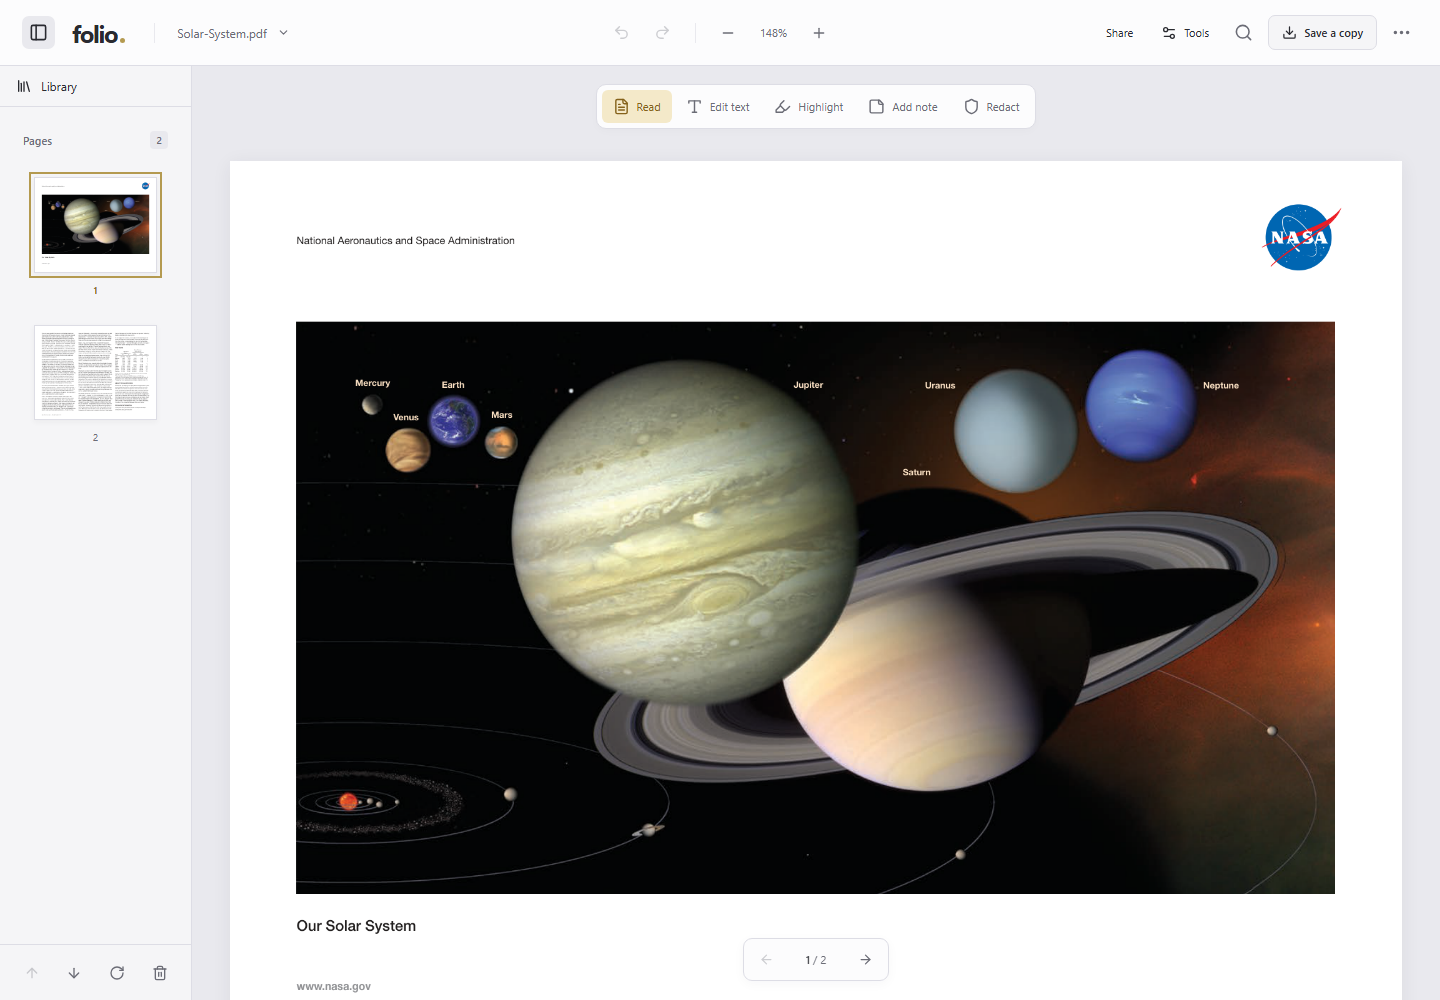 folio.
Solar-System.pdf
148%
Share
Tools
Save a copy
Library
Read
Edit text
Highlight
Add note
Redact
Pages
2
1
2
National Aeronautics and Space Administration
NASA
Mercury
Venus
Earth
Mars
Jupiter
Uranus
Neptune
Saturn
Our Solar System
www.nasa.gov
1 / 2